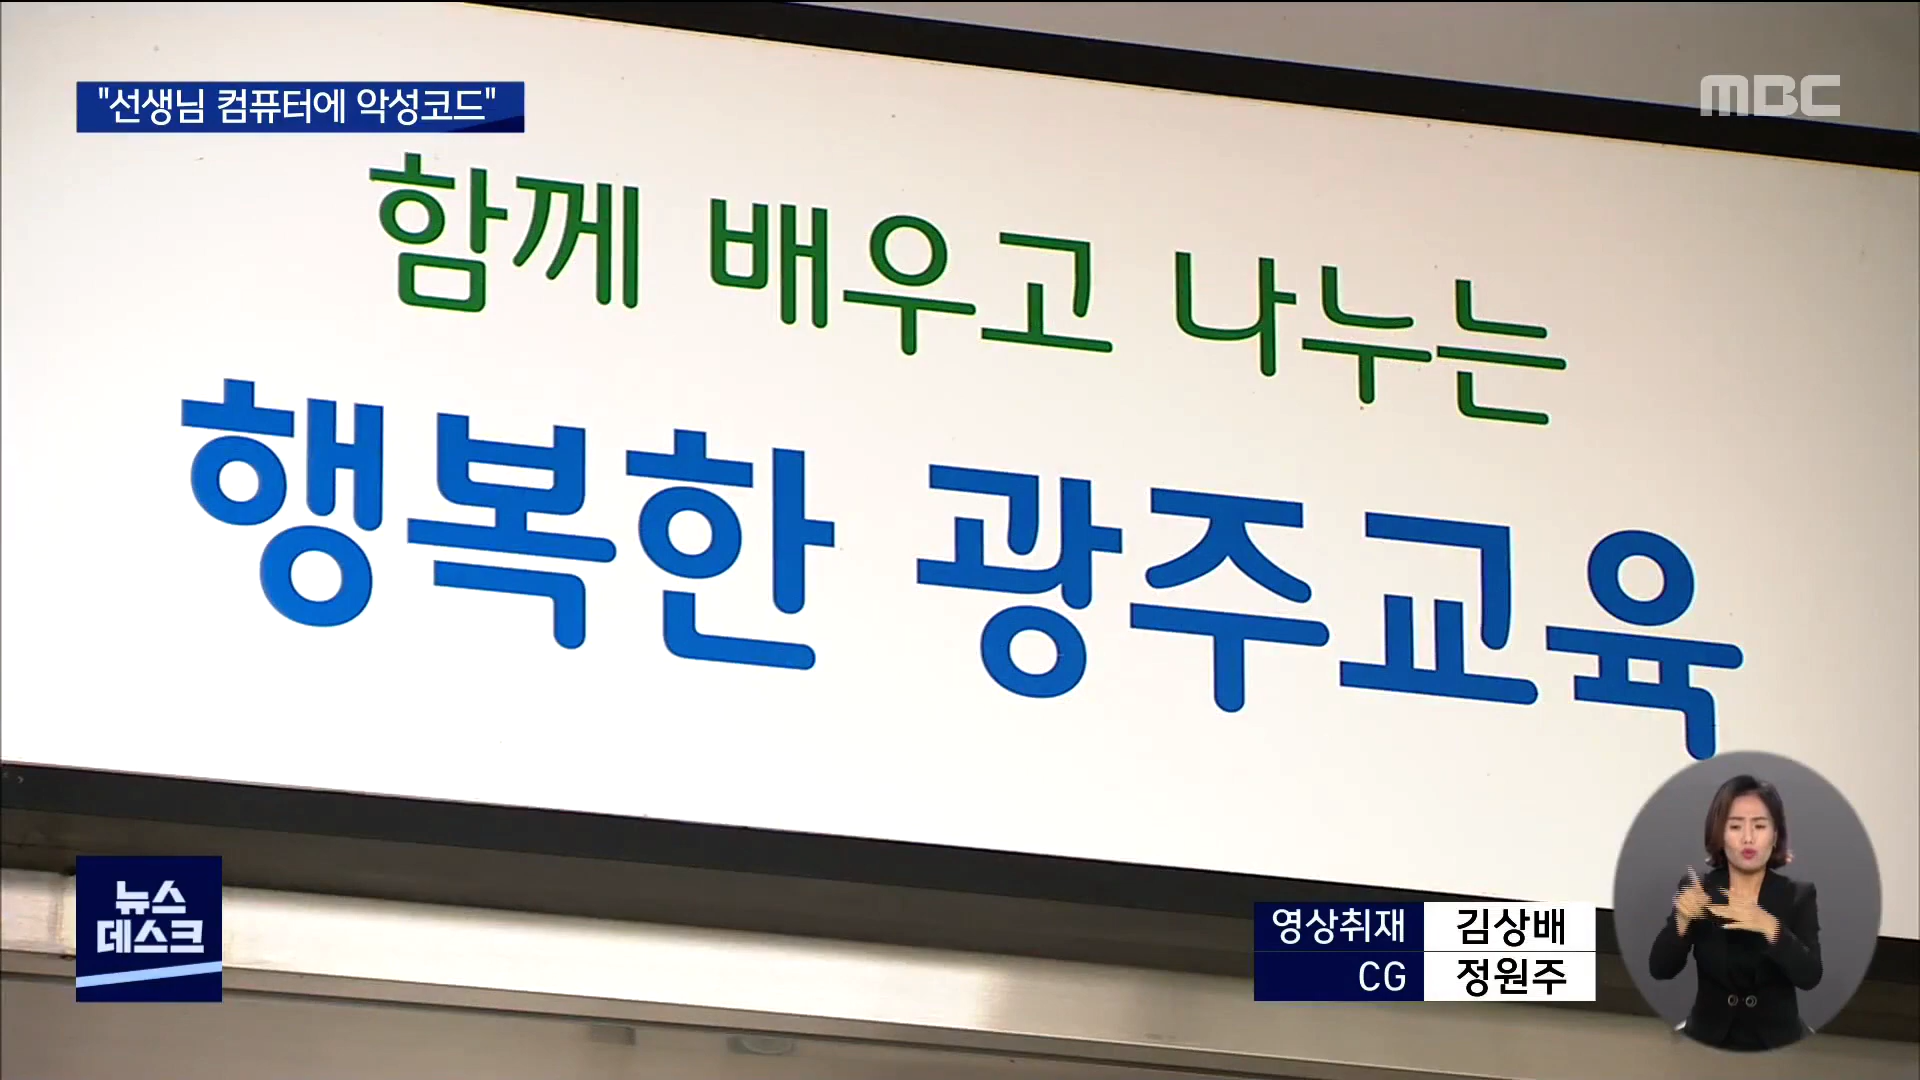 "선생님 컴퓨터에 악성코드"
MBC
함께 배우고 나누는
행복한 광주교육
뉴스
데스크
영상취재 김상배
CG 정원주